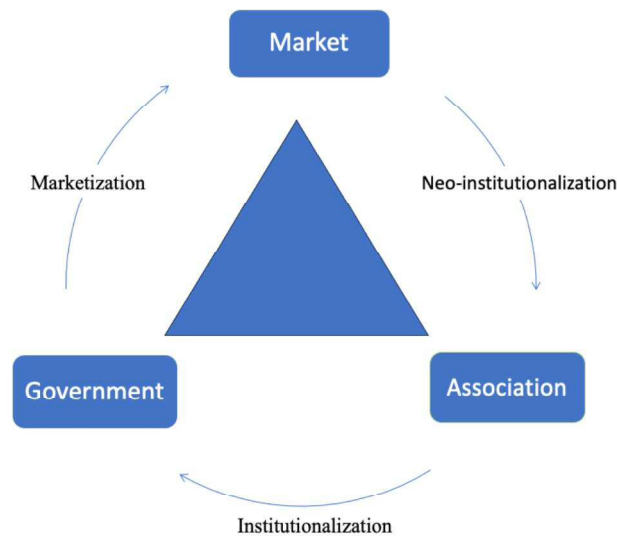 Market
Marketization
Neo-institutionalization
Government
Association
Institutionalization